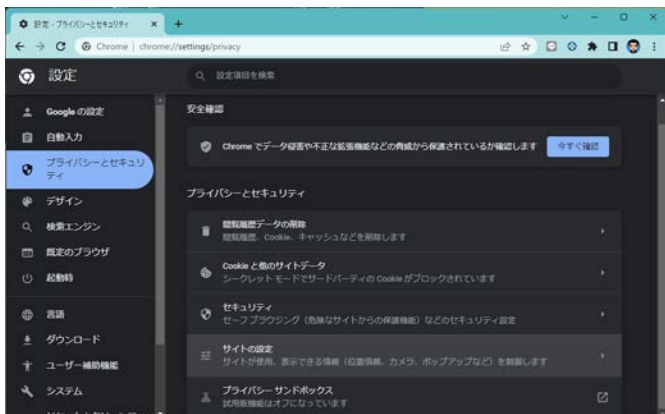 設定 - プライバシーとセキュリティ
Chrome | chrome://settings/privacy
設定
設定項目を検索
Google の設定
自動入力
プライバシーとセキュリ
ティ
デザイン
検索エンジン
既定のブラウザ
起動時
言語
ダウンロード
ユーザー補助機能
システム
安全確認
Chrome でデータ侵害や不正な拡張機能などの脅威から保護されているか確認します
今すぐ確認
プライバシーとセキュリティ
閲覧履歴データの削除
閲覧履歴、Cookie、キャッシュなどを削除します
Cookie と他のサイトデータ
シークレット モードでサードパーティの Cookie がブロックされています
セキュリティ
セーフ ブラウジング（危険なサイトからの保護機能）などのセキュリティ設定
サイトの設定
サイトが使用、表示できる情報（位置情報、カメラ、ポップアップなど）を制御します
プライバシー サンドボックス
試用版機能はオフになっています